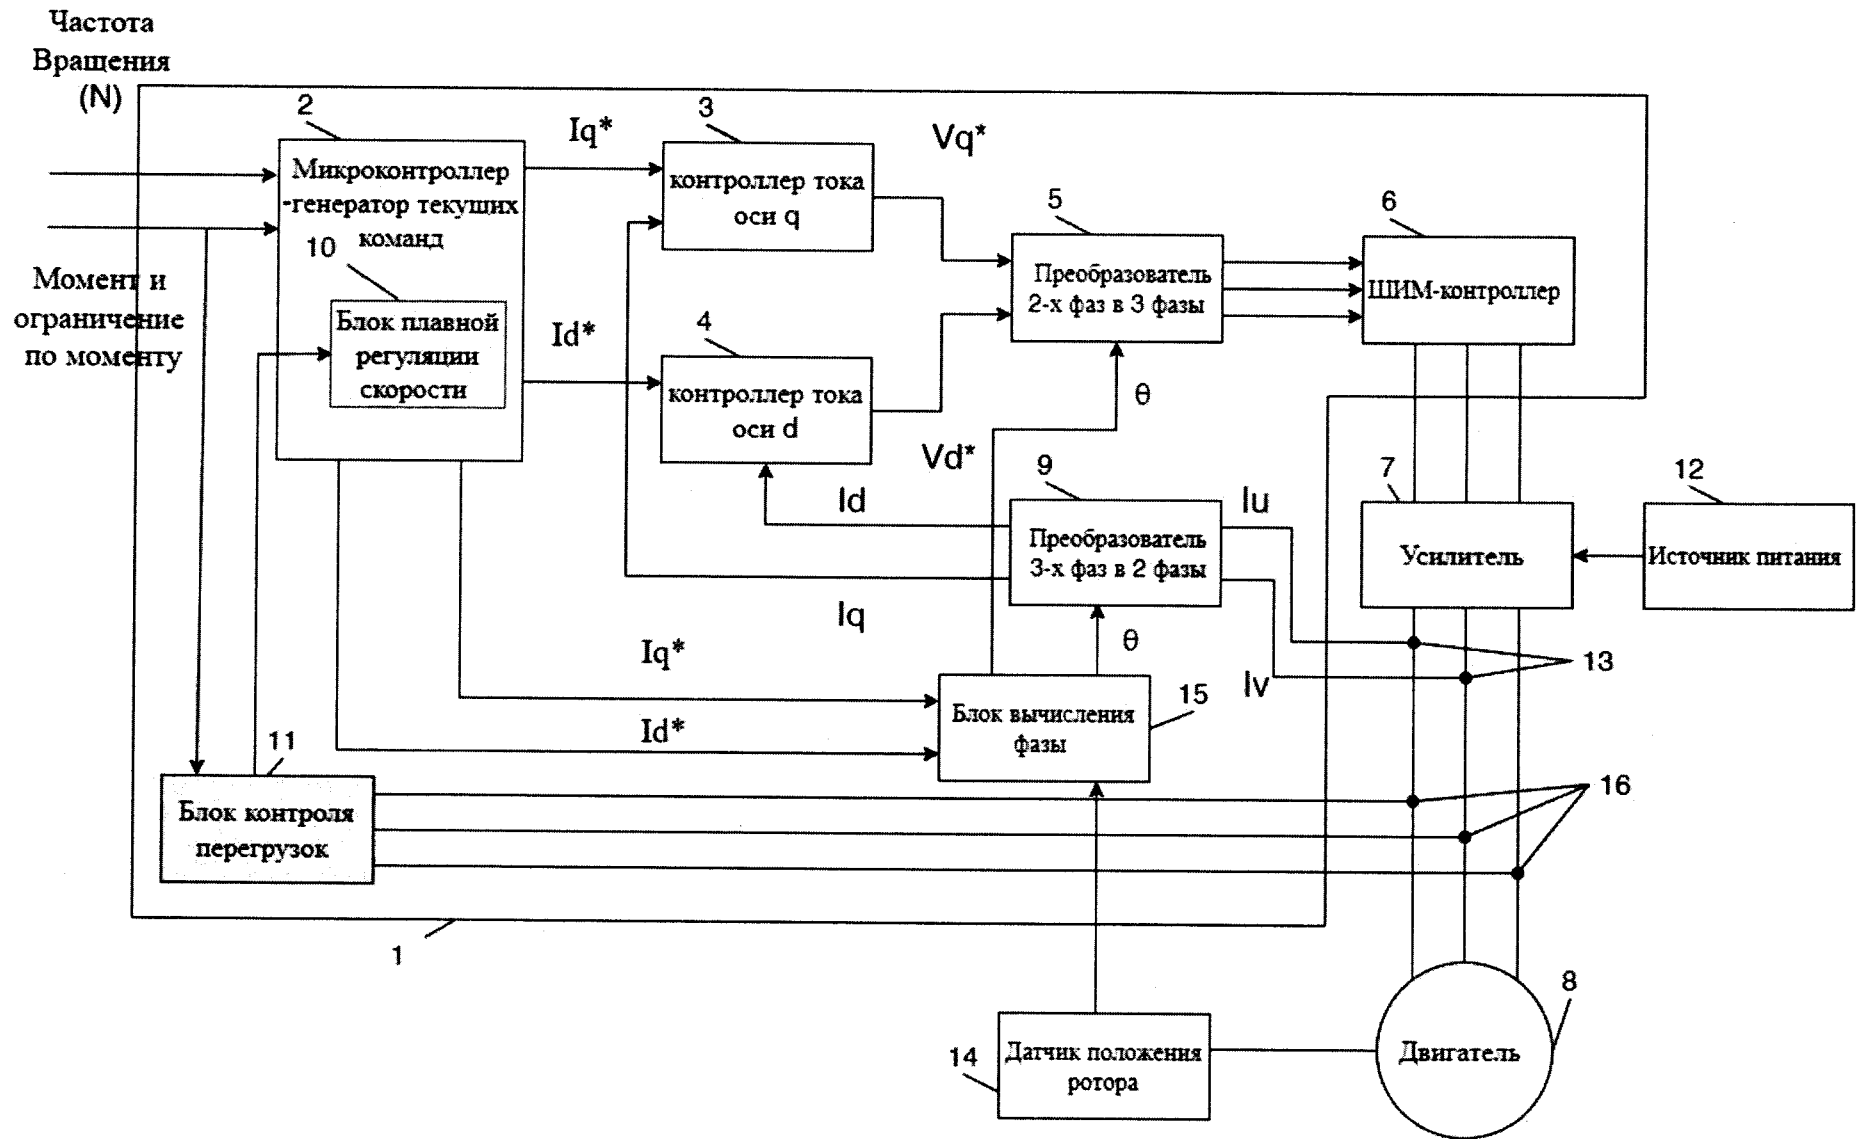 Частота
Вращения
(N)
2
3
Iq*
Vq*
Микроконтроллер
-генератор текущих
команд
контроллер тока
оси q
5
6
10
Момент и
ограничение
по моменту
Преобразователь
2-х фаз в 3 фазы
ШИМ-контроллер
Блок плавной
регуляции
скорости
Id*
4
контроллер тока
оси d
θ
Vd*
9
7
12
Id
Iu
Преобразователь
3-х фаз в 2 фазы
Усилитель
Источник питания
Iq
θ
Iq*
13
Iv
15
Блок вычисления
фазы
Id*
11
16
Блок контроля
перегрузок
1
8
14
Датчик положения
ротора
Двигатель